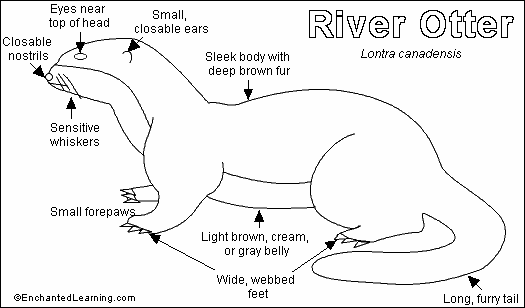 River Otter
Lontra canadensis
Eyes near
top of head
Small,
closable ears
Closable
nostrils
Sleek body with
deep brown fur
Sensitive
whiskers
Small forepaws
Light brown, cream,
or gray belly
Wide, webbed
feet
Long, furry tail
©EnchantedLearning.com